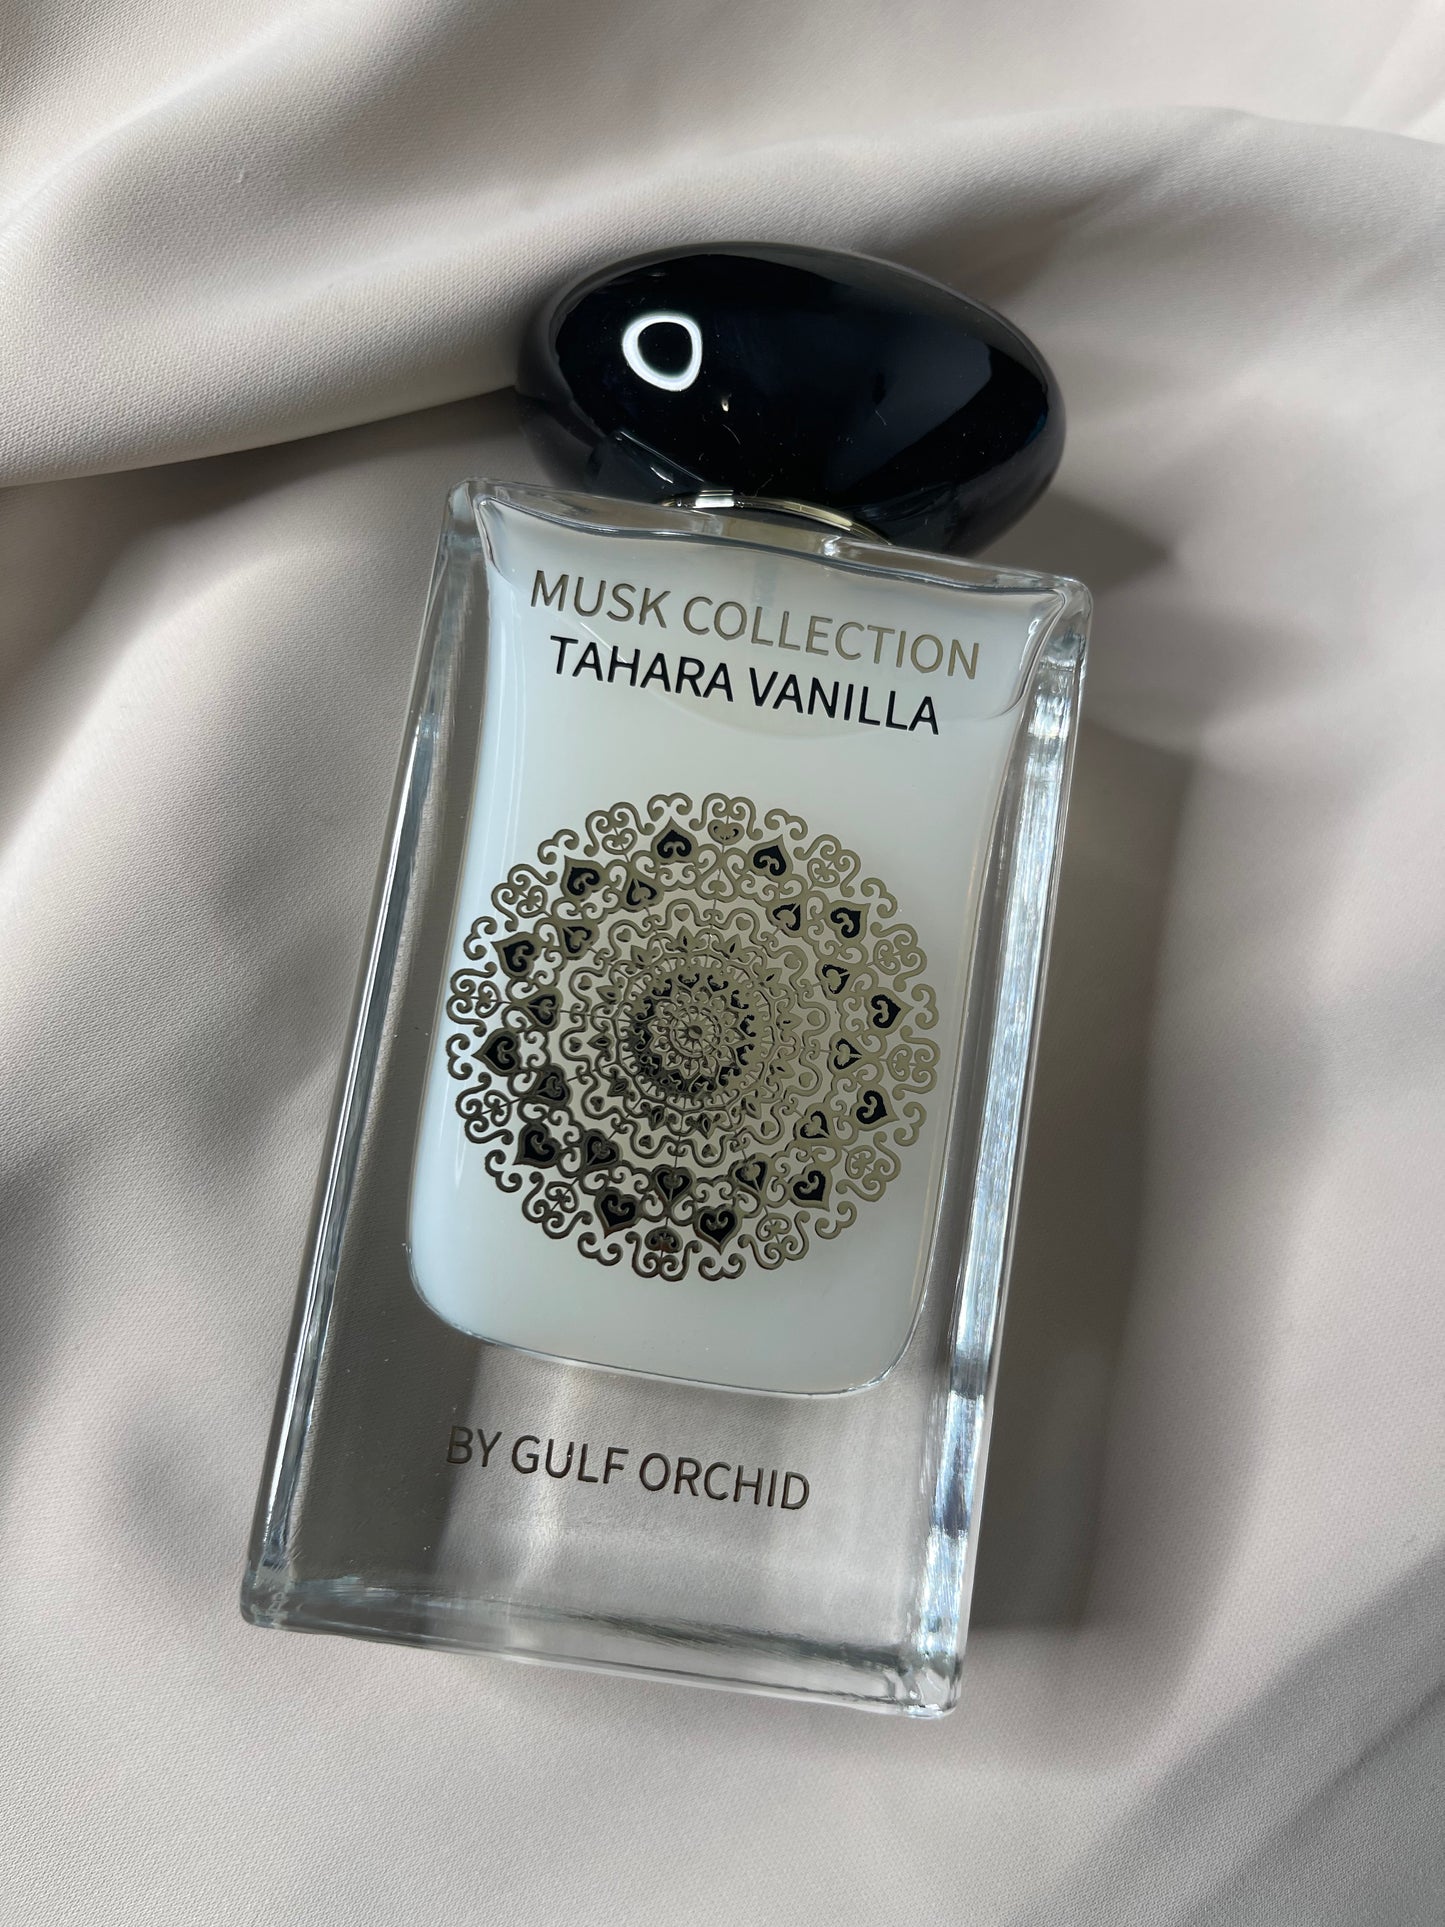 MUSK COLLECTION
TAHARA VANILLA
BY GULF ORCHID